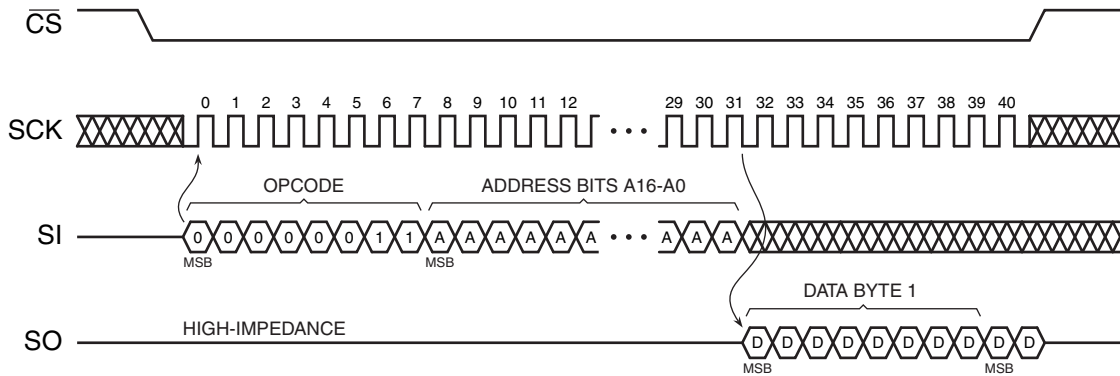 CS
0 1 2 3 4 5 6 7 8 9 10 11 12 29 30 31 32 33 34 35 36 37 38 39 40
SCK
OPCODE ADDRESS BITS A16-A0
SI 0 0 0 0 0 0 1 1 A A A A A A A A A
MSB MSB
DATA BYTE 1
HIGH-IMPEDANCE
SO D D D D D D D D D D
MSB MSB